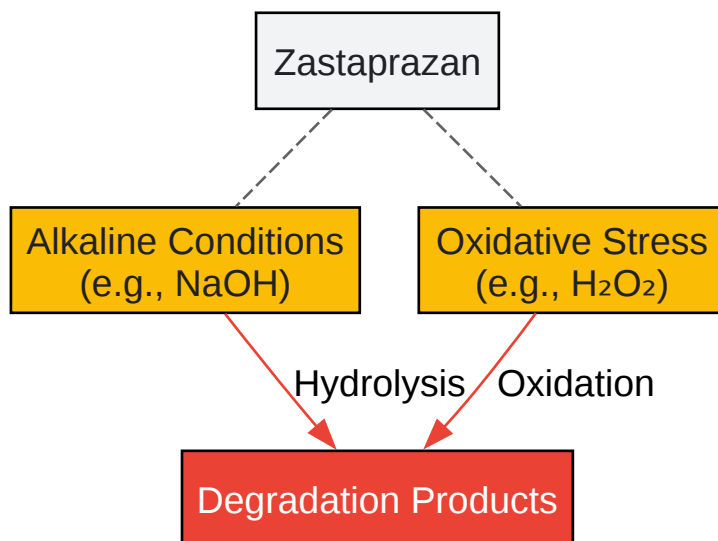 Zastaprazan
Alkaline Conditions
(e.g., NaOH)
Oxidative Stress
(e.g., H₂O₂)
Hydrolysis
Oxidation
Degradation Products